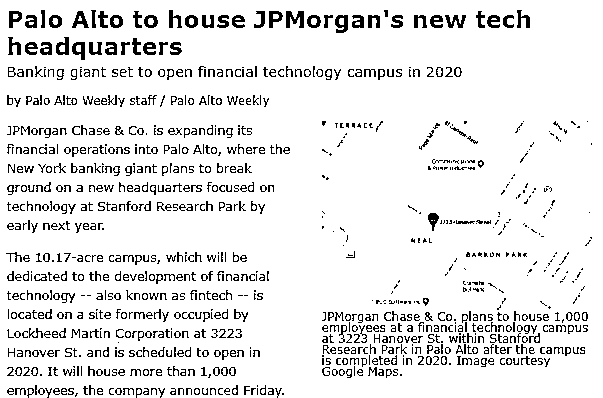 Palo Alto to house JPMorgan's new tech
headquarters
Banking giant set to open financial technology campus in 2020
by Palo Alto Weekly staff / Palo Alto Weekly
JPMorgan Chase & Co. is expanding its
financial operations into Palo Alto, where the
New York banking giant plans to break
ground on a new headquarters focused on
technology at Stanford Research Park by
early next year.
The 10.17-acre campus, which will be
dedicated to the development of financial
technology -- also known as fintech -- is
located on a site formerly occupied by
Lockheed Martin Corporation at 3223
Hanover St. and is scheduled to open in
2020. It will house more than 1,000
employees, the company announced Friday.
TERRACE
Hanover Street
NEAL
BARRON PARK
JPMorgan Chase & Co. plans to house 1,000
employees at a financial technology campus
at 3223 Hanover St. within Stanford
Research Park in Palo Alto after the campus
is completed in 2020. Image courtesy
Google Maps.